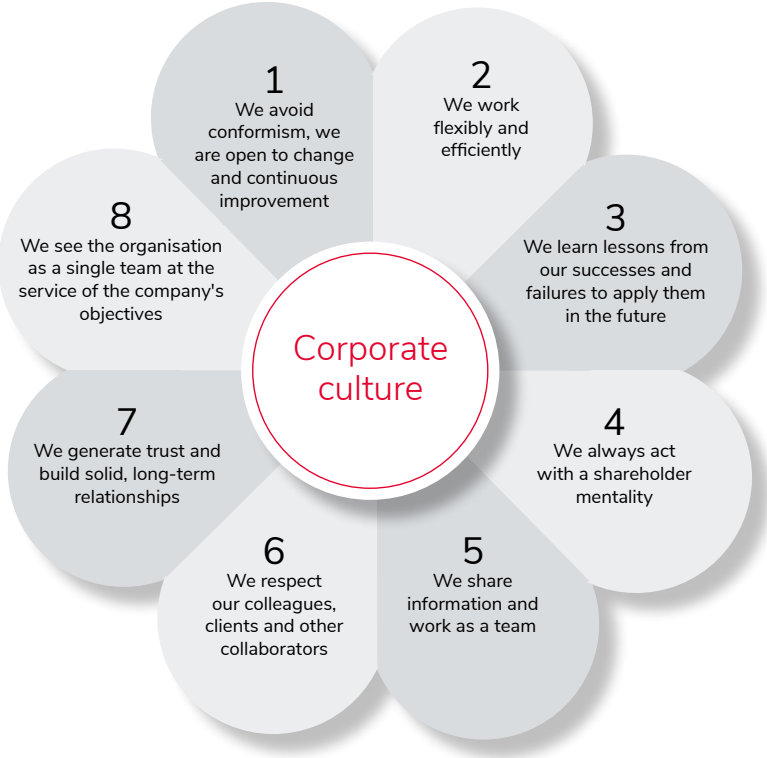 1
We avoid
conformism, we
are open to change
and continuous
improvement
2
We work
flexibly and
efficiently
3
We learn lessons from
our successes and
failures to apply them
in the future
4
We always act
with a shareholder
mentality
5
We share
information and
work as a team
6
We respect
our colleagues,
clients and other
collaborators
7
We generate trust and
build solid, long-term
relationships
8
We see the organisation
as a single team at the
service of the company's
objectives
Corporate
culture